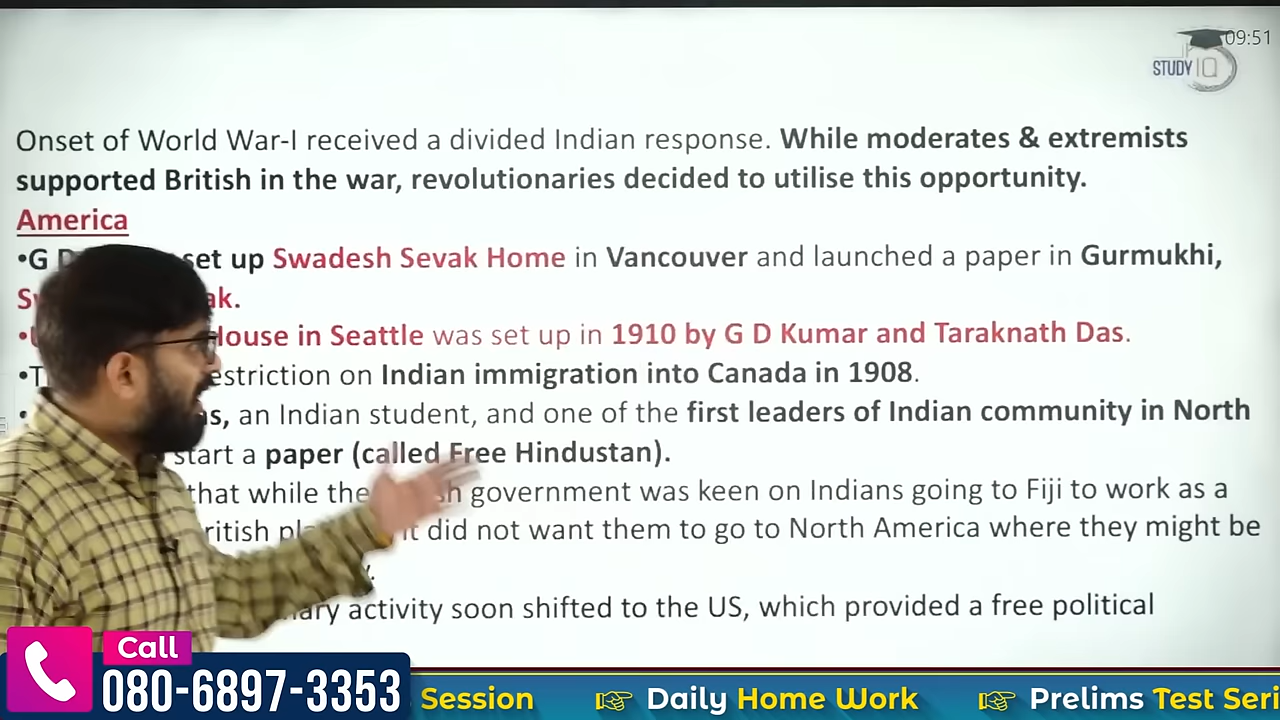 09:51
STUDY IQ
Onset of World War-I received a divided Indian response. While moderates & extremists
supported British in the war, revolutionaries decided to utilise this opportunity.
America
•G D set up Swadesh Sevak Home in Vancouver and launched a paper in Gurmukhi,
•House in Seattle was set up in 1910 by G D Kumar and Taraknath Das.
• on Indian immigration into Canada in 1908.
• an Indian student, and one of the first leaders of Indian community in North
start a paper (called Free Hindustan).
that while the government was keen on Indians going to Fiji to work as a
it did not want them to go to North America where they might be
activity soon shifted to the US, which provided a free political
Call
080-6897-3353
Session ☞ Daily Home Work ☞ Prelims Test